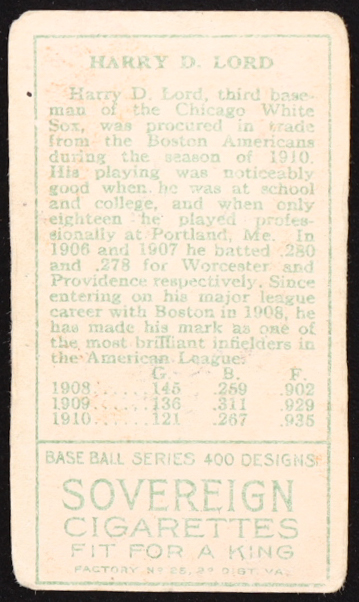 HARRY D. LORD
Harry D. Lord, third base-
man of the Chicago White
Sox, was procured in trade
from the Boston Americans
during the season of 1910.
His playing was noticeably
good when he was at school
and college, and when only
eighteen he played profes-
sionally at Portland, Me. In
1906 and 1907 he batted .280
and .278 for Worcester and
Providence respectively. Since
entering on his major league
career with Boston in 1908, he
has made his mark as one of
the most brilliant infielders in
the American League.
G. B. F.
1908...... 145 .259 .902
1909...... 136 .311 .929
1910...... 121 .267 .935
BASE BALL SERIES 400 DESIGNS
SOVEREIGN
CIGARETTES
FIT FOR A KING
FACTORY No 25, 2D DIST. VA.